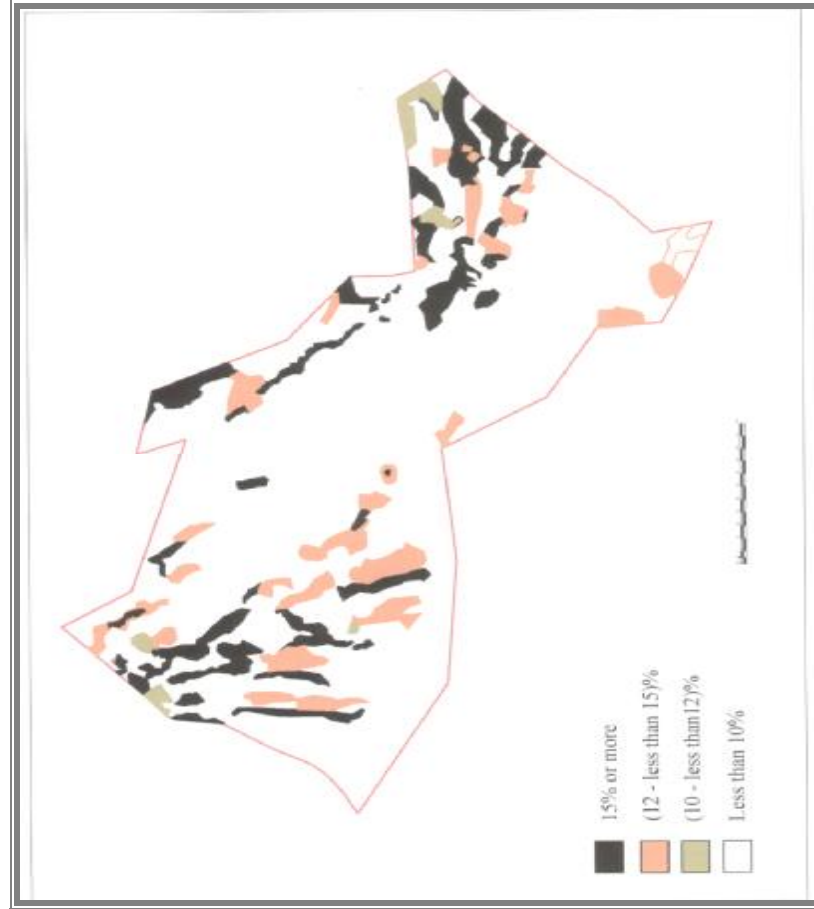 15% or more
(12 - less than 15)%
(10 - less than12)%
Less than 10%